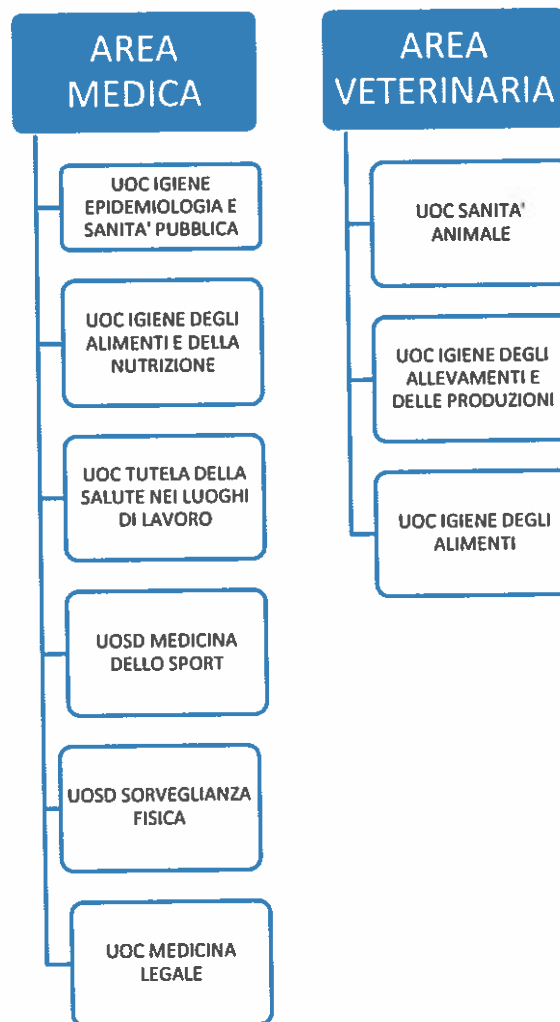 AREA
MEDICA
UOC IGIENE
EPIDEMIOLOGIA E
SANITA' PUBBLICA
UOC IGIENE DEGLI
ALIMENTI E DELLA
NUTRIZIONE
UOC TUTELA DELLA
SALUTE NEI LUOGHI
DI LAVORO
UOSD MEDICINA
DELLO SPORT
UOSD SORVEGLIANZA
FISICA
UOC MEDICINA
LEGALE
AREA
VETERINARIA
UOC SANITA'
ANIMALE
UOC IGIENE DEGLI
ALLEVAMENTI E
DELLE PRODUZIONI
UOC IGIENE DEGLI
ALIMENTI